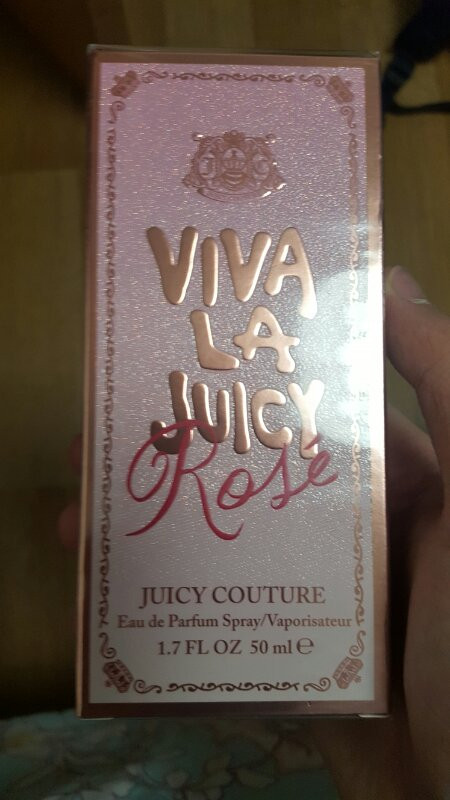 J C
VIVA
LA
JUICY
Rosé
JUICY COUTURE
Eau de Parfum Spray/Vaporisateur
1.7 FL OZ 50 ml ℮